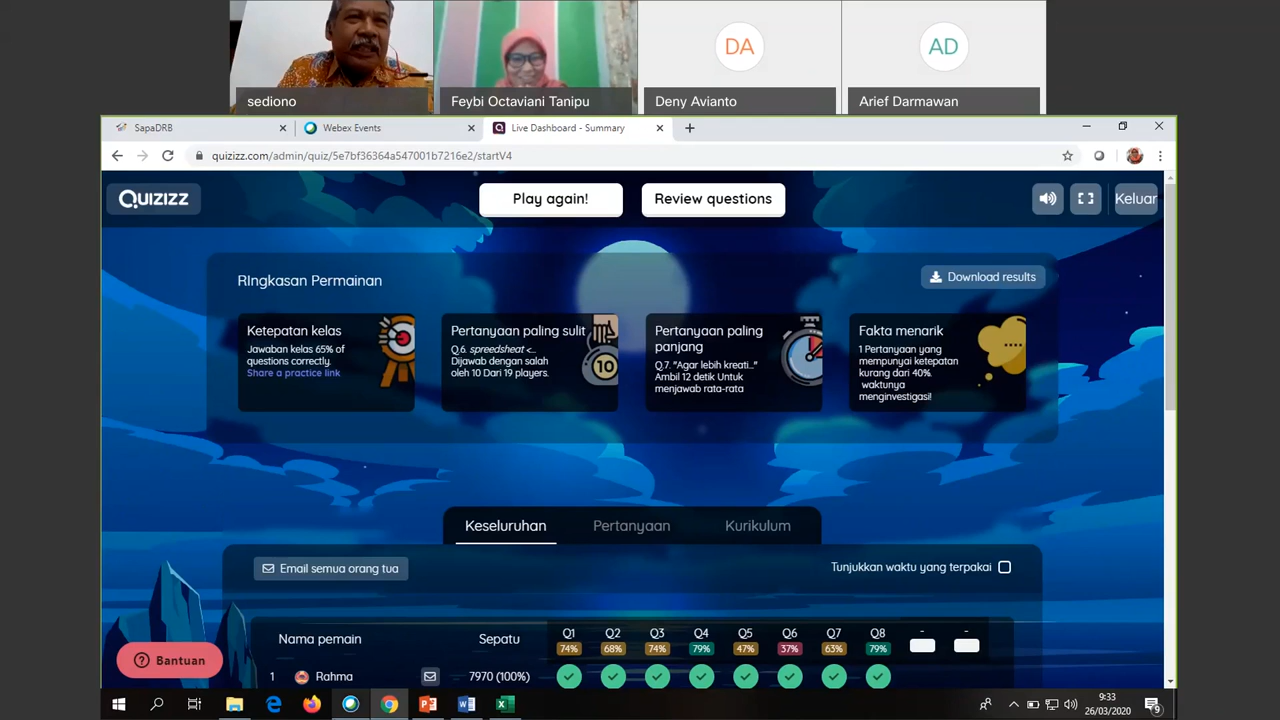 DA
AD
sediono
Feybi Octaviani Tanipu
Deny Avianto
Arief Darmawan
SapaDRB
Webex Events
Live Dashboard - Summary
quizizz.com/admin/quiz/5e7bf36364a547001b7216e2/startV4
QUIZIZZ
Play again!
Review questions
Keluar
RIngkasan Permainan
Download results
Ketepatan kelas
Jawaban kelas 65% of
questions correctly.
Share a practice link
Pertanyaan paling sulit
Q.6. spreedsheat <...
Dijawab dengan salah
oleh 10 Dari 19 players.
10
Pertanyaan paling
panjang
Q.7. "Agar lebih kreati..."
Ambil 12 detik Untuk
menjawab rata-rata
Fakta menarik
1 Pertanyaan yang
mempunyai ketepatan
kurang dari 40%.
waktunya
menginvestigasi!
Keseluruhan
Pertanyaan
Kurikulum
Email semua orang tua
Tunjukkan waktu yang terpakai
Nama pemain
Sepatu
Q1 Q2 Q3 Q4 Q5 Q6 Q7 Q8 - -
74% 68% 74% 79% 47% 37% 63% 79%
1 Rahma 7970 (100%)
Bantuan
9:33
26/03/2020
9